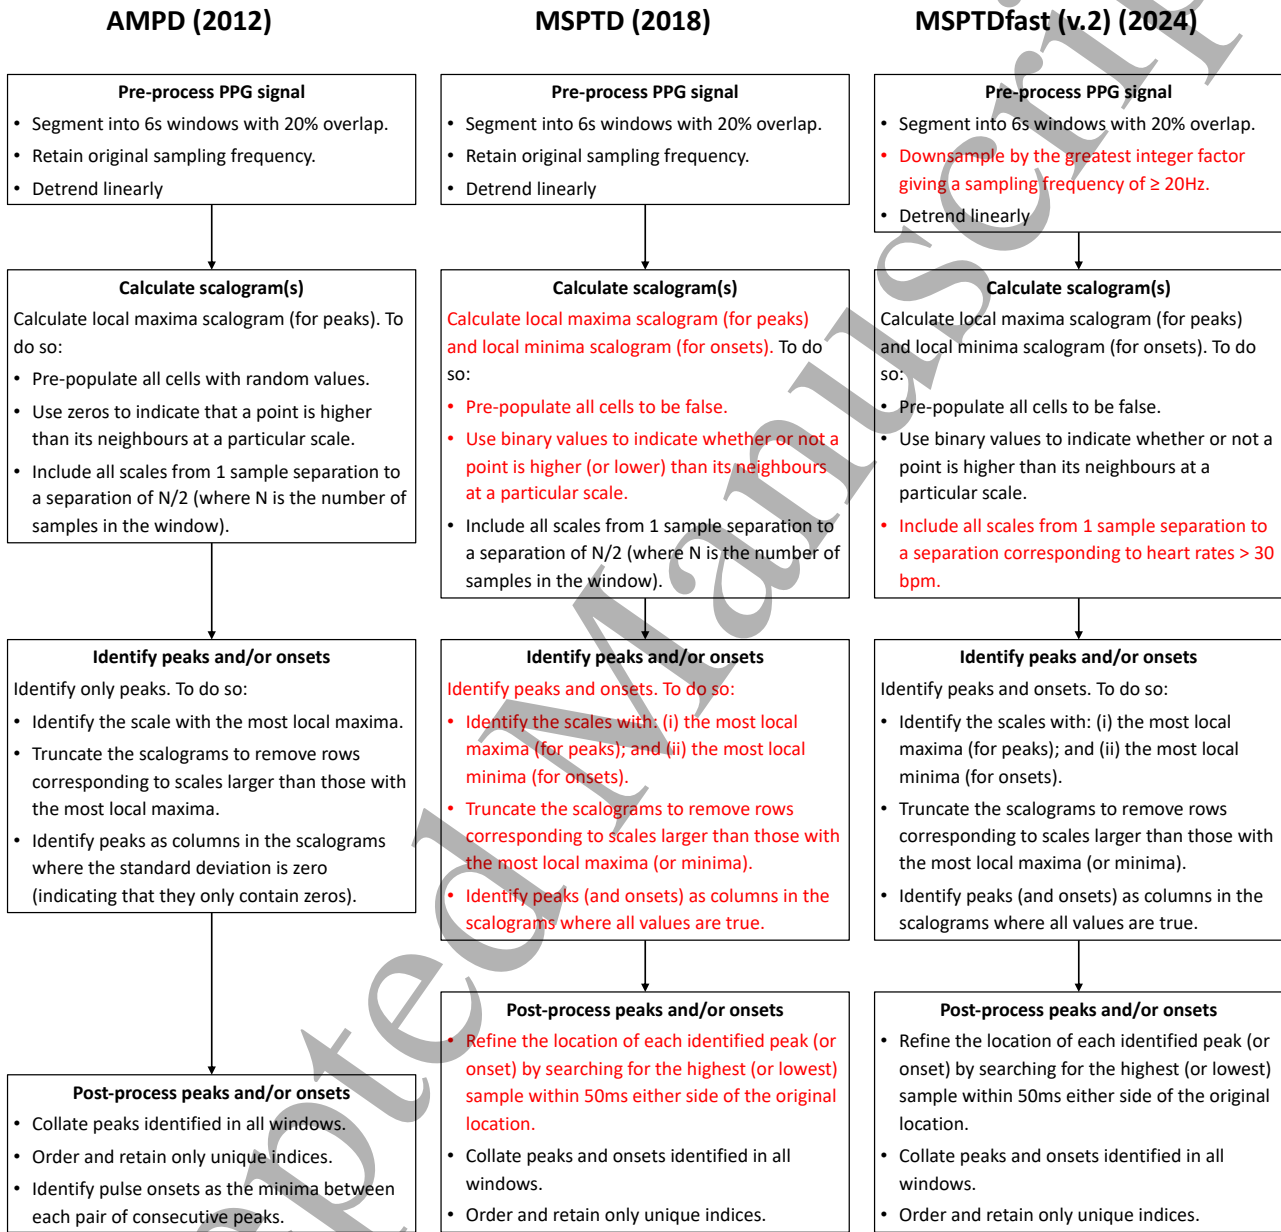 AMPD (2012)
Pre-process PPG signal
• Segment into 6s windows with 20% overlap.
• Retain original sampling frequency.
• Detrend linearly
Calculate scalogram(s)
Calculate local maxima scalogram (for peaks). To
do so:
• Pre-populate all cells with random values.
• Use zeros to indicate that a point is higher
than its neighbours at a particular scale.
• Include all scales from 1 sample separation to
a separation of N/2 (where N is the number of
samples in the window).
Identify peaks and/or onsets
Identify only peaks. To do so:
• Identify the scale with the most local maxima.
• Truncate the scalograms to remove rows
corresponding to scales larger than those with
the most local maxima.
• Identify peaks as columns in the scalograms
where the standard deviation is zero
(indicating that they only contain zeros).
Post-process peaks and/or onsets
• Collate peaks identified in all windows.
• Order and retain only unique indices.
• Identify pulse onsets as the minima between
each pair of consecutive peaks.
MSPTD (2018)
Pre-process PPG signal
• Segment into 6s windows with 20% overlap.
• Retain original sampling frequency.
• Detrend linearly
Calculate scalogram(s)
Calculate local maxima scalogram (for peaks)
and local minima scalogram (for onsets). To do
so:
• Pre-populate all cells to be false.
• Use binary values to indicate whether or not a
point is higher (or lower) than its neighbours
at a particular scale.
• Include all scales from 1 sample separation to
a separation of N/2 (where N is the number of
samples in the window).
Identify peaks and/or onsets
Identify peaks and onsets. To do so:
• Identify the scales with: (i) the most local
maxima (for peaks); and (ii) the most local
minima (for onsets).
• Truncate the scalograms to remove rows
corresponding to scales larger than those with
the most local maxima (or minima).
• Identify peaks (and onsets) as columns in the
scalograms where all values are true.
Post-process peaks and/or onsets
• Refine the location of each identified peak (or
onset) by searching for the highest (or lowest)
sample within 50ms either side of the original
location.
• Collate peaks and onsets identified in all
windows.
• Order and retain only unique indices.
MSPTDfast (v.2) (2024)
Pre-process PPG signal
• Segment into 6s windows with 20% overlap.
• Downsample by the greatest integer factor
giving a sampling frequency of ≥ 20Hz.
• Detrend linearly
Calculate scalogram(s)
Calculate local maxima scalogram (for peaks)
and local minima scalogram (for onsets). To do
so:
• Pre-populate all cells to be false.
• Use binary values to indicate whether or not a
point is higher than its neighbours at a
particular scale.
• Include all scales from 1 sample separation to
a separation corresponding to heart rates > 30
bpm.
Identify peaks and/or onsets
Identify peaks and onsets. To do so:
• Identify the scales with: (i) the most local
maxima (for peaks); and (ii) the most local
minima (for onsets).
• Truncate the scalograms to remove rows
corresponding to scales larger than those with
the most local maxima (or minima).
• Identify peaks (and onsets) as columns in the
scalograms where all values are true.
Post-process peaks and/or onsets
• Refine the location of each identified peak (or
onset) by searching for the highest (or lowest)
sample within 50ms either side of the original
location.
• Collate peaks and onsets identified in all
windows.
• Order and retain only unique indices.
pted Manuscrip